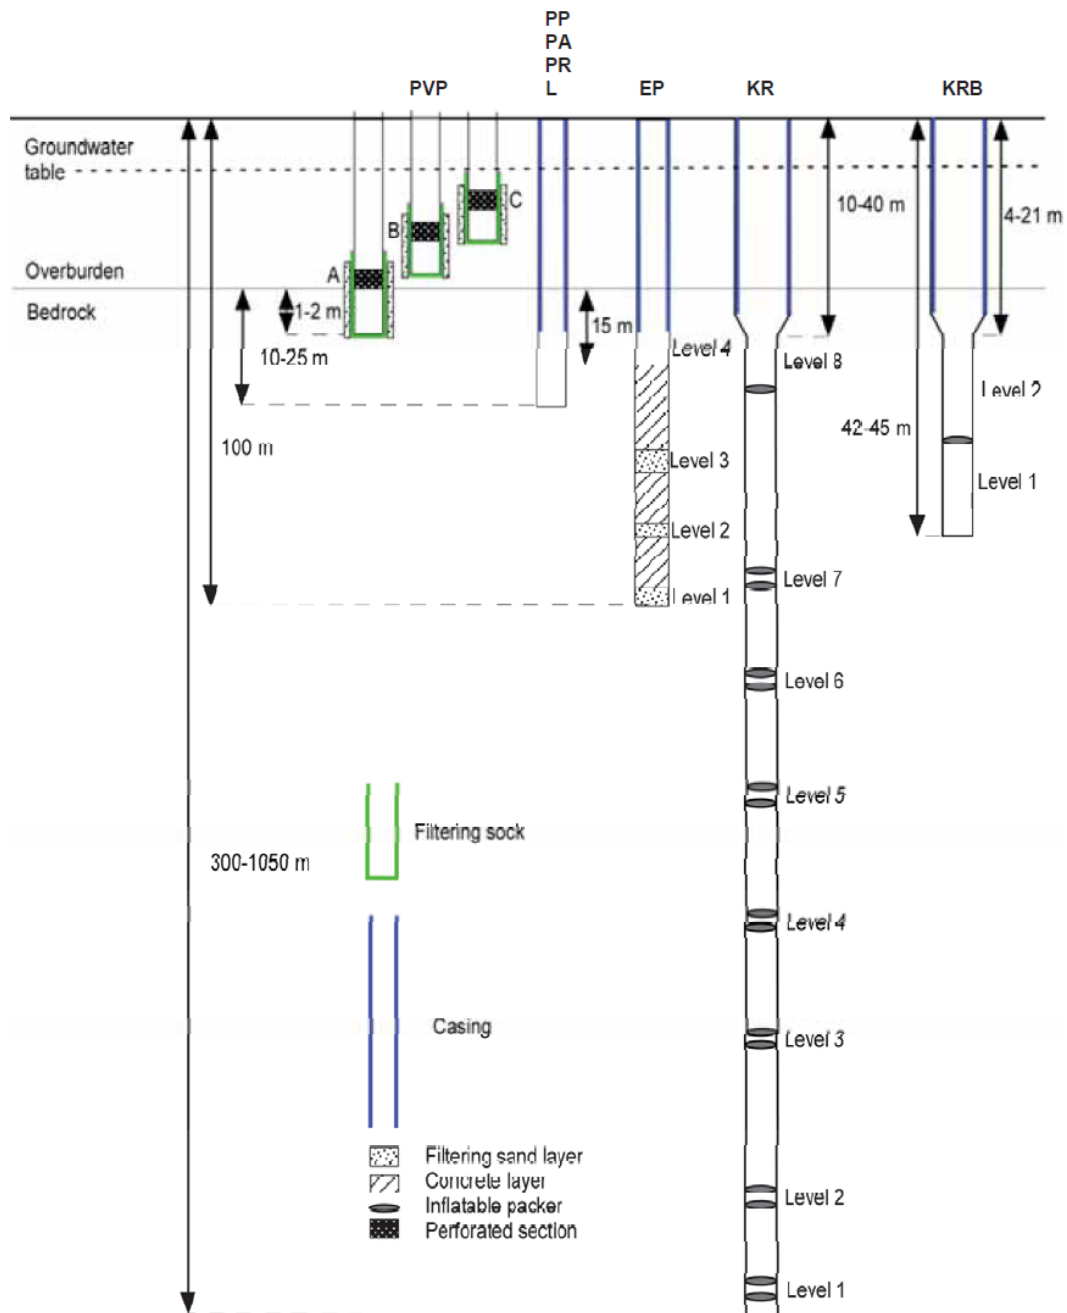 PP
PA
PR
L
PVP
EP
KR
KRB
Groundwater
table
10-40 m
4-21 m
C
B
A
Overburden
Bedrock
1-2 m
15 m
10-25 m
Level 4
Level 8
Level 2
42-45 m
100 m
Level 3
Level 1
Level 2
Level 7
Level 1
Level 6
Level 5
Filtering sock
300-1050 m
Level 4
Casing
Level 3
Filtering sand layer
Concrete layer
Inflatable packer
Perforated section
Level 2
Level 1